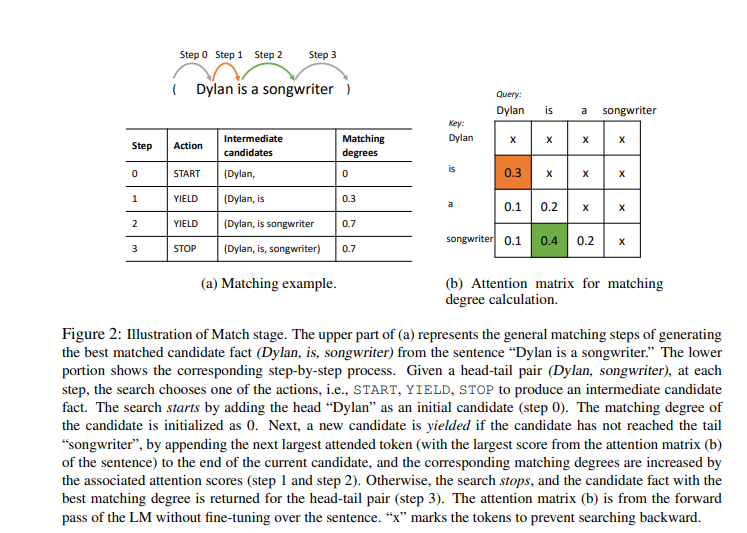 Step 0 Step 1 Step 2 Step 3
( Dylan is a songwriter )
Step Action Intermediate candidates Matching degrees
0 START (Dylan, 0
1 YIELD (Dylan, is 0.3
2 YIELD (Dylan, is songwriter 0.7
3 STOP (Dylan, is, songwriter) 0.7
(a) Matching example.
Query:
Dylan is a songwriter
Key:
Dylan x x x x
is 0.3 x x x
a 0.1 0.2 x x
songwriter 0.1 0.4 0.2 x
(b) Attention matrix for matching
degree calculation.
Figure 2: Illustration of Match stage. The upper part of (a) represents the general matching steps of generating
the best matched candidate fact (Dylan, is, songwriter) from the sentence “Dylan is a songwriter.” The lower
portion shows the corresponding step-by-step process. Given a head-tail pair (Dylan, songwriter), at each
step, the search chooses one of the actions, i.e., START, YIELD, STOP to produce an intermediate candidate
fact. The search starts by adding the head “Dylan” as an initial candidate (step 0). The matching degree of
the candidate is initialized as 0. Next, a new candidate is yielded if the candidate has not reached the tail
“songwriter”, by appending the next largest attended token (with the largest score from the attention matrix (b)
of the sentence) to the end of the current candidate, and the corresponding matching degrees are increased by
the associated attention scores (step 1 and step 2). Otherwise, the search stops, and the candidate fact with the
best matching degree is returned for the head-tail pair (step 3). The attention matrix (b) is from the forward
pass of the LM without fine-tuning over the sentence. “x” marks the tokens to prevent searching backward.